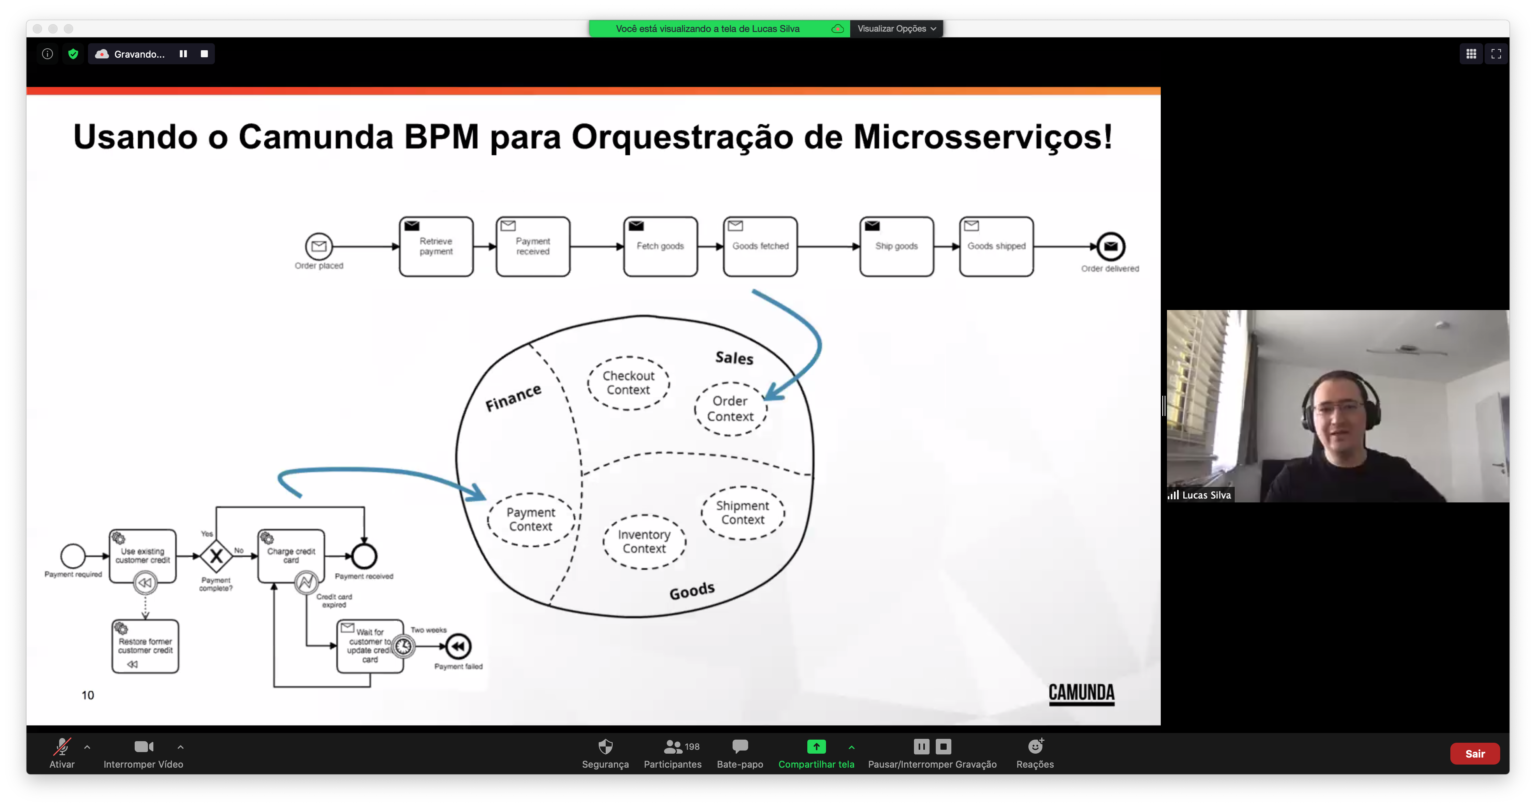 Você está visualizando a tela de Lucas Silva
Visualizar Opções
Gravando...
Usando o Camunda BPM para Orquestração de Microsserviços!
Order placed
Retrieve
payment
Payment
received
Fetch goods
Goods fetched
Ship goods
Goods shipped
Order delivered
Sales
Finance
Checkout
Context
Order
Context
Payment
Context
Inventory
Context
Shipment
Context
Goods
Payment required
Use existing
customer credit
Yes
No
Payment
complete?
Charge credit
card
Payment received
Credit card
expired
Restore former
customer credit
Wait for
customer to
update credit
card
Two weeks
Payment failed
10
CAMUNDA
Lucas Silva
Ativar
Interromper Vídeo
Segurança
198
Participantes
Bate-papo
Compartilhar tela
Pausar/Interromper Gravação
Reações
Sair